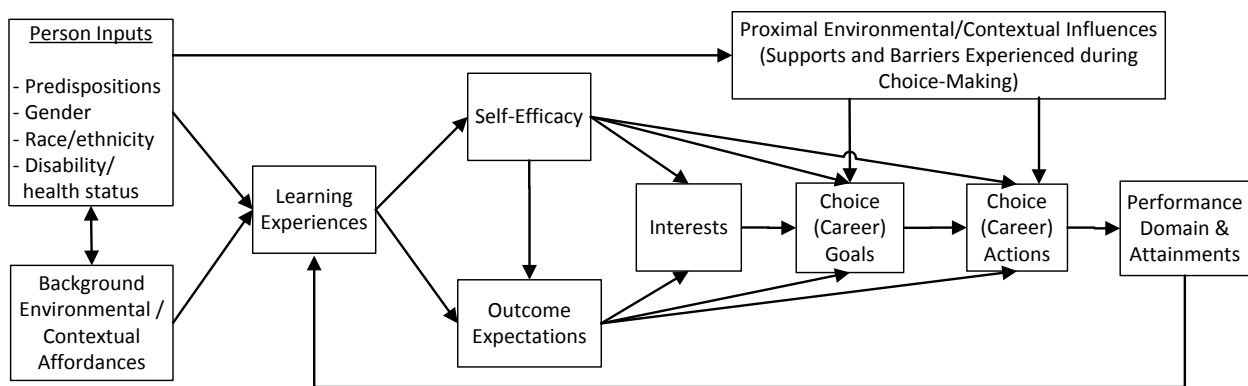 Person Inputs
- Predispositions
- Gender
- Race/ethnicity
- Disability/
health status
Background
Environmental /
Contextual
Affordances
Learning
Experiences
Self-Efficacy
Outcome
Expectations
Interests
Proximal Environmental/Contextual Influences
(Supports and Barriers Experienced during
Choice-Making)
Choice
(Career)
Goals
Choice
(Career)
Actions
Performance
Domain &
Attainments